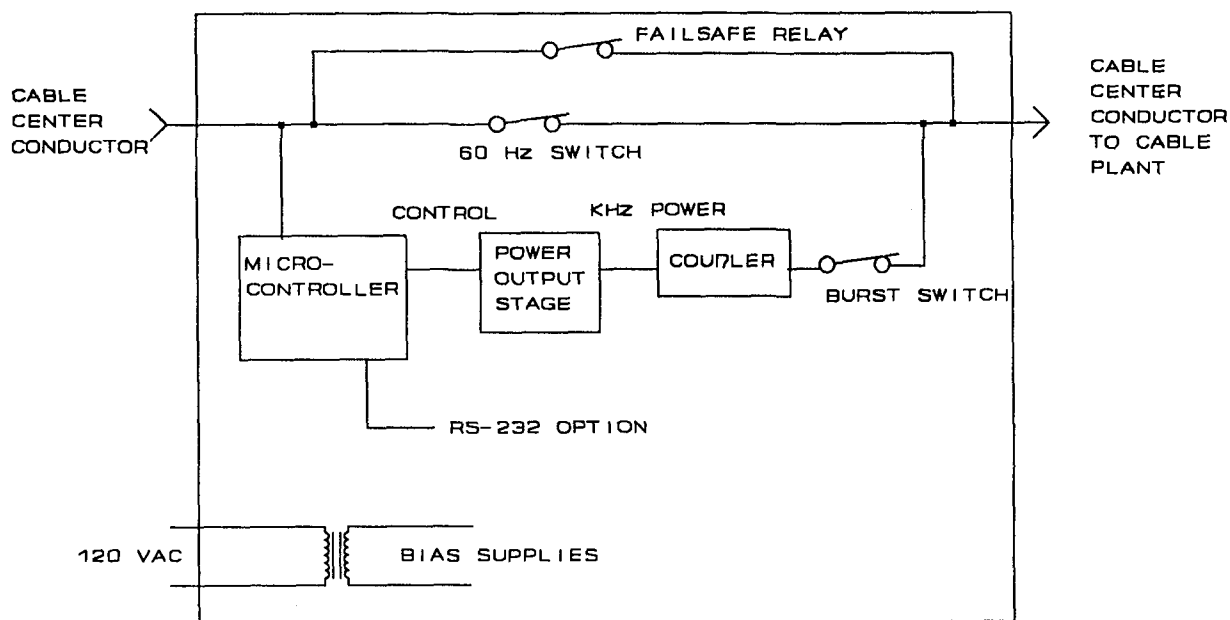 FAILSAFE RELAY
CABLE
CENTER
CONDUCTOR
CABLE
CENTER
CONDUCTOR
TO CABLE
PLANT
60 Hz SWITCH
CONTROL
KHz POWER
MICRO-
CONTROLLER
POWER
OUTPUT
STAGE
COUPLER
BURST SWITCH
RS-232 OPTION
120 VAC
BIAS SUPPLIES